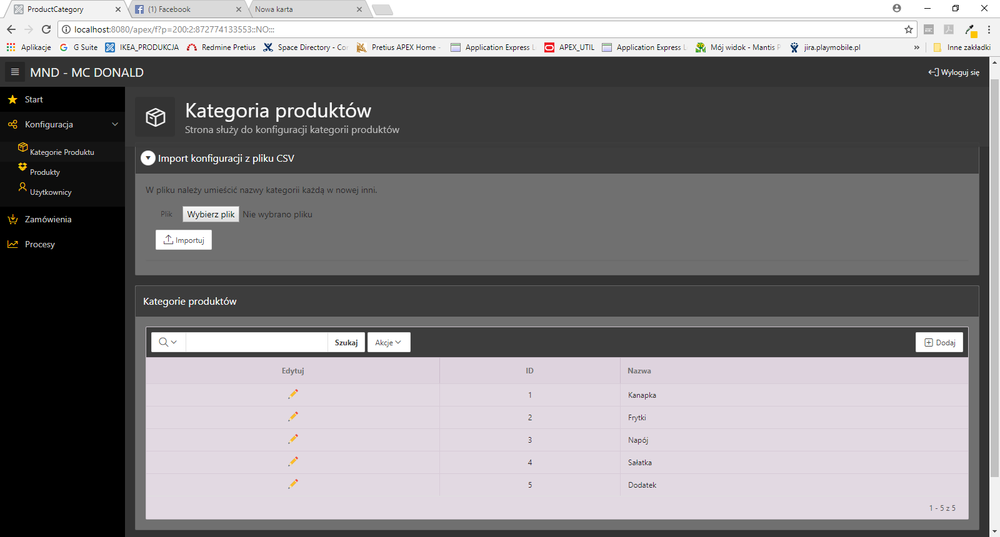 ProductCategory
(1) Facebook
Nowa karta
localhost:8080/apex/f?p=200:2:872774133553::NO:::
Aplikacje
G Suite
IKEA_PRODUKCJA
Redmine Pretius
Space Directory - Cor
Pretius APEX Home -
Application Express L
APEX_UTIL
Application Express L
Mój widok - Mantis P
jira.playmobile.pl
»
Inne zakładki
MND - MC DONALD
Wyloguj się
Start
Konfiguracja
Kategorie Produktu
Produkty
Użytkownicy
Zamówienia
Procesy
Kategoria produktów
Strona służy do konfiguracji kategorii produktów
Import konfiguracji z pliku CSV
W pliku należy umieścić nazwy kategorii każdą w nowej inni.
Plik Wybierz plik Nie wybrano pliku
Importuj
Kategorie produktów
Szukaj Akcje Dodaj
Edytuj ID Nazwa
1 Kanapka
2 Frytki
3 Napój
4 Sałatka
5 Dodatek
1 - 5 z 5